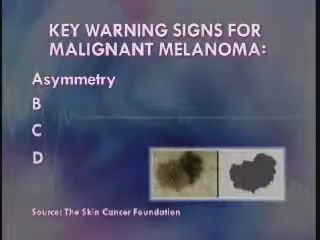 KEY WARNING SIGNS FOR
MALIGNANT MELANOMA:
Asymmetry
B
C
D
Source: The Skin Cancer Foundation